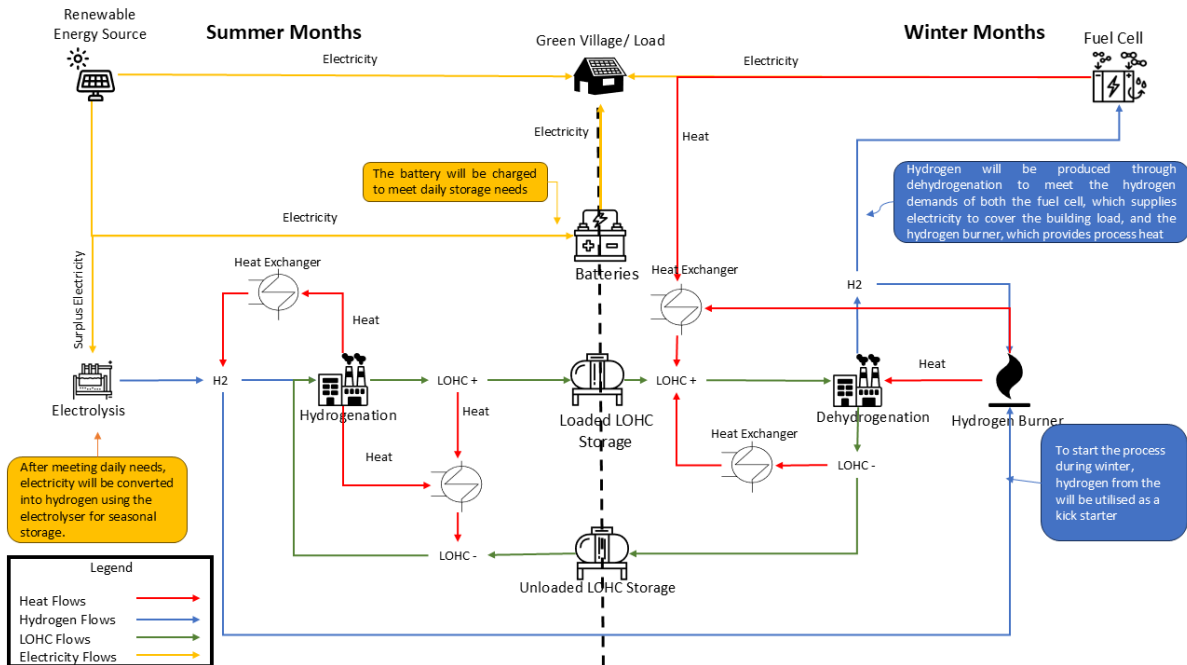 Renewable
Energy Source
Summer Months
Green Village/ Load
Winter Months
Fuel Cell
Electricity
Electricity
Electricity
Heat
The battery will be charged
to meet daily storage needs
Hydrogen will be produced through
dehydrogenation to meet the hydrogen
demands of both the fuel cell, which supplies
electricity to cover the building load, and the
hydrogen burner, which provides process heat
Electricity
Surplus Electricity
Heat Exchanger
Batteries
Heat Exchanger
H2
Heat
Heat
H2
LOHC +
LOHC +
Electrolysis
Hydrogenation
Loaded LOHC
Storage
Dehydrogenation
Hydrogen Burner
Heat
Heat
Heat Exchanger
LOHC -
After meeting daily needs,
electricity will be converted
into hydrogen using the
electrolyser for seasonal
storage.
To start the process
during winter,
hydrogen from the
will be utilised as a
kick starter
LOHC -
Unloaded LOHC Storage
Legend
Heat Flows
Hydrogen Flows
LOHC Flows
Electricity Flows